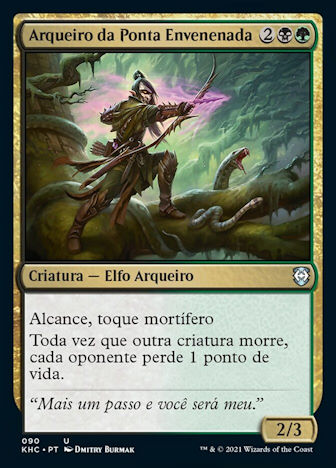 Arqueiro da Ponta Envenenada 2
Criatura — Elfo Arqueiro
Alcance, toque mortífero
Toda vez que outra criatura morre,
cada oponente perde 1 ponto de
vida.
“Mais um passo e você será meu.”
2/3
090 U
KHC • PT Dmitry Burmak
™ & © 2021 Wizards of the Coast